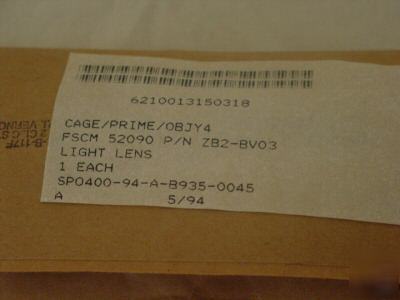 6210013150318
CAGE/PRIME/OBJY4
FSCM 52090 P/N ZB2-BV03
LIGHT LENS
1 EACH
SPO400-94-A-B935-0045
A 5/94